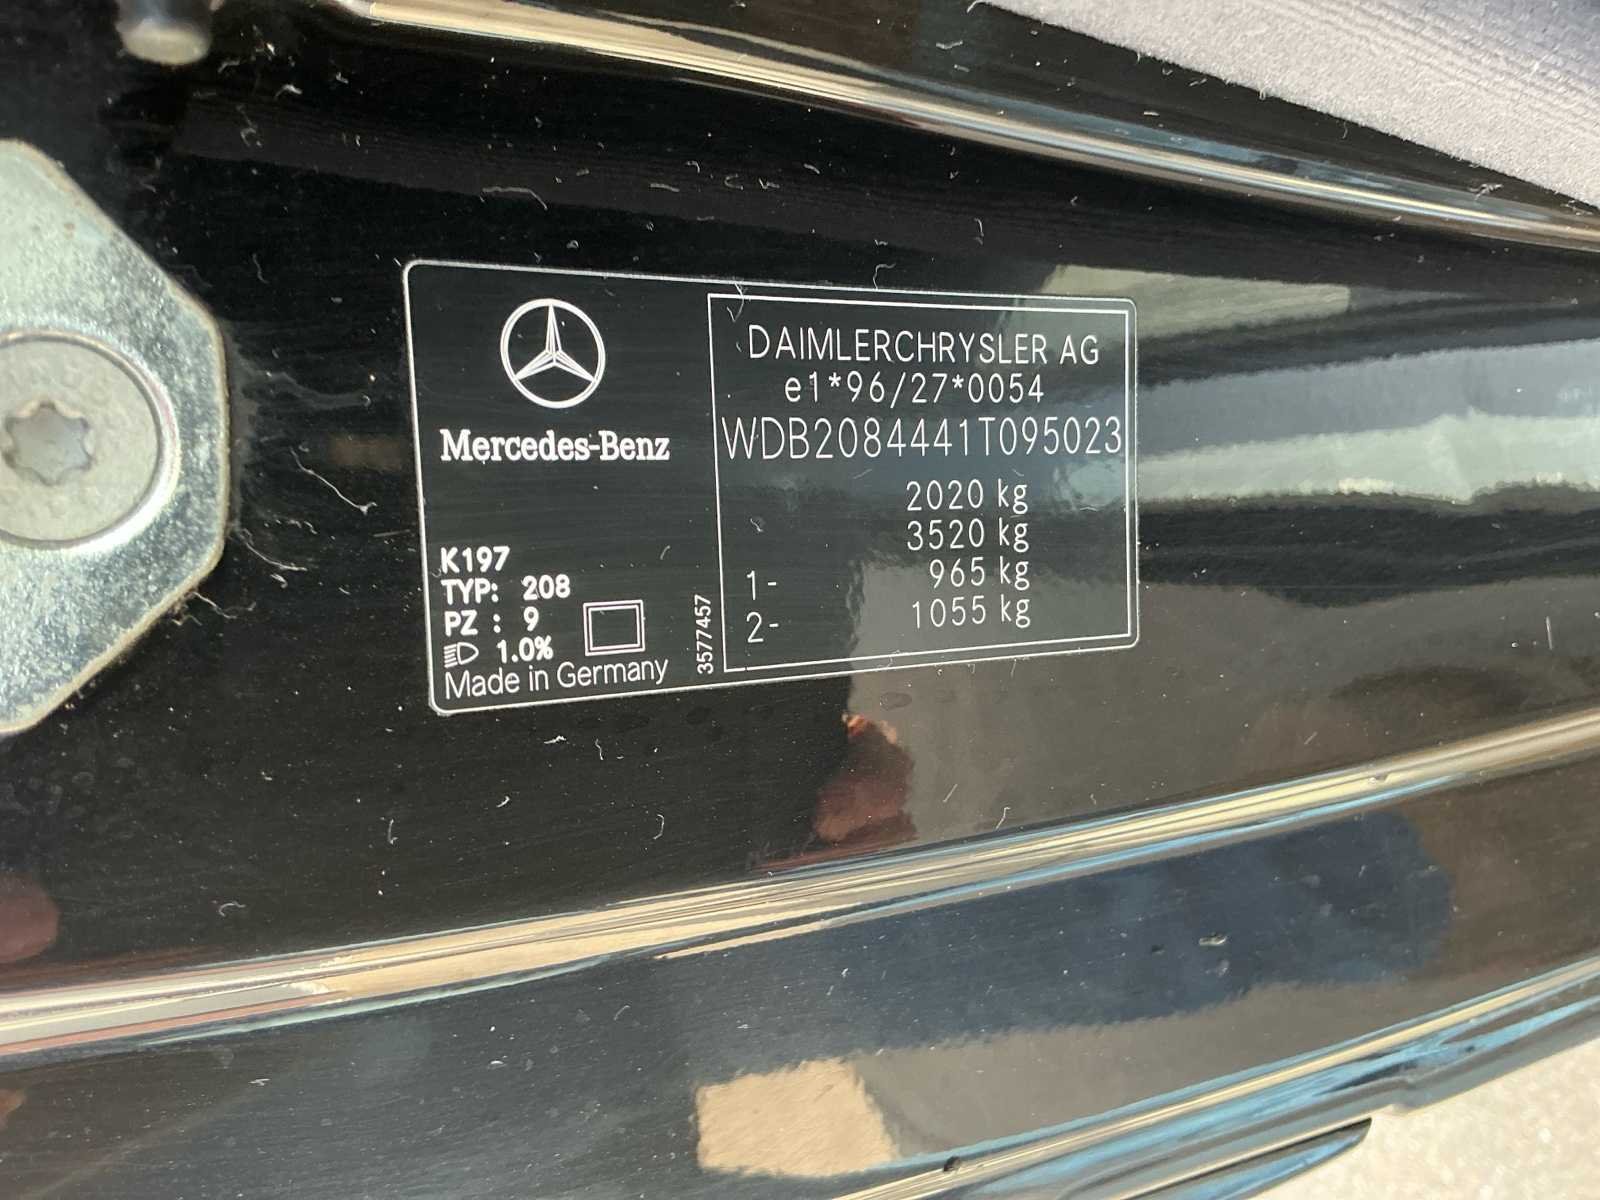 Mercedes-Benz
K197
TYP: 208
PZ : 9
1.0%
Made in Germany
3577457
DAIMLERCHRYSLER AG
e1*96/27*0054
WDB2084441T095023
2020 kg
3520 kg
1- 965 kg
2- 1055 kg